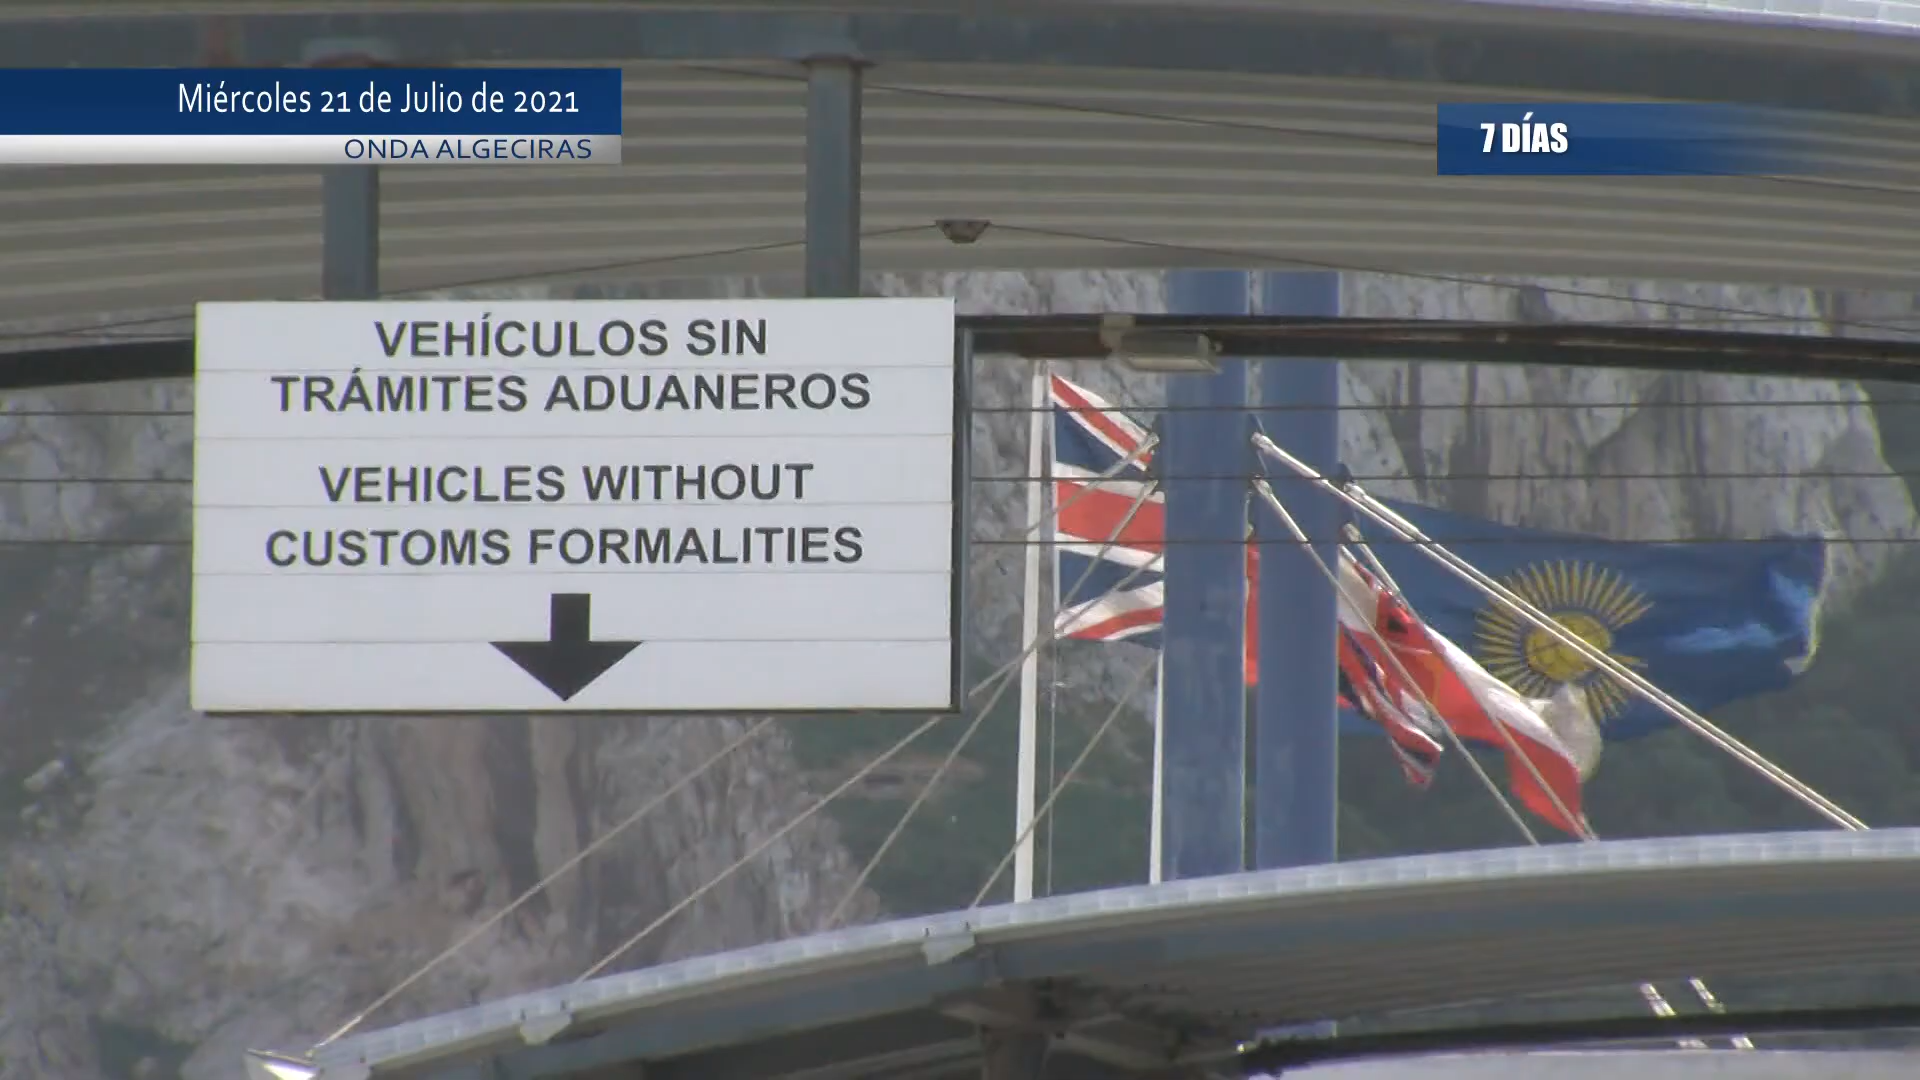 Miércoles 21 de Julio de 2021
ONDA ALGECIRAS
7 DÍAS
VEHÍCULOS SIN
TRÁMITES ADUANEROS
VEHICLES WITHOUT
CUSTOMS FORMALITIES